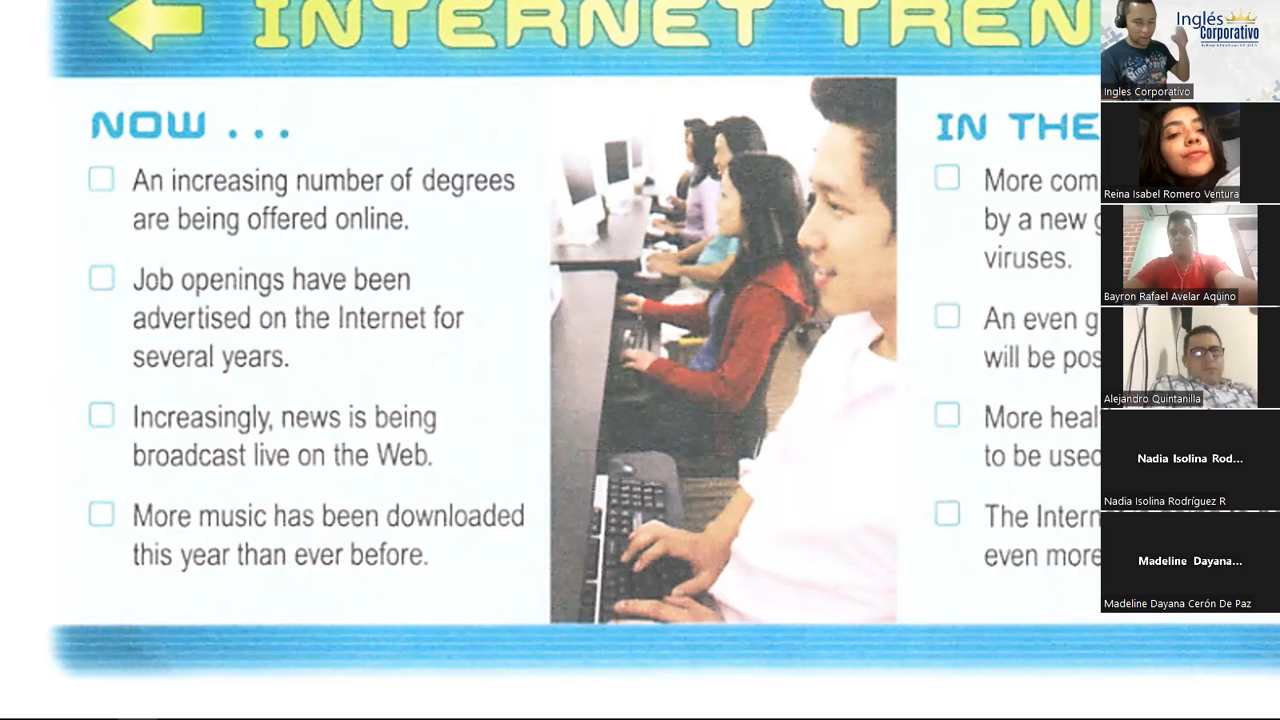 INTERNET TREN
NOW . . .
An increasing number of degrees
are being offered online.
Job openings have been
advertised on the Internet for
several years.
Increasingly, news is being
broadcast live on the Web.
More music has been downloaded
this year than ever before.
IN THE
More com
by a new
viruses.
An even g
will be pos
More heal
to be used
The Intern
even more
Inglés
Corporativo
Ingles Corporativo
Reina Isabel Romero Ventura
Bayron Rafael Avelar Aquino
Alejandro Quintanilla
Nadia Isolina Rod...
Nadia Isolina Rodríguez R
Madeline Dayana...
Madeline Dayana Cerón De Paz